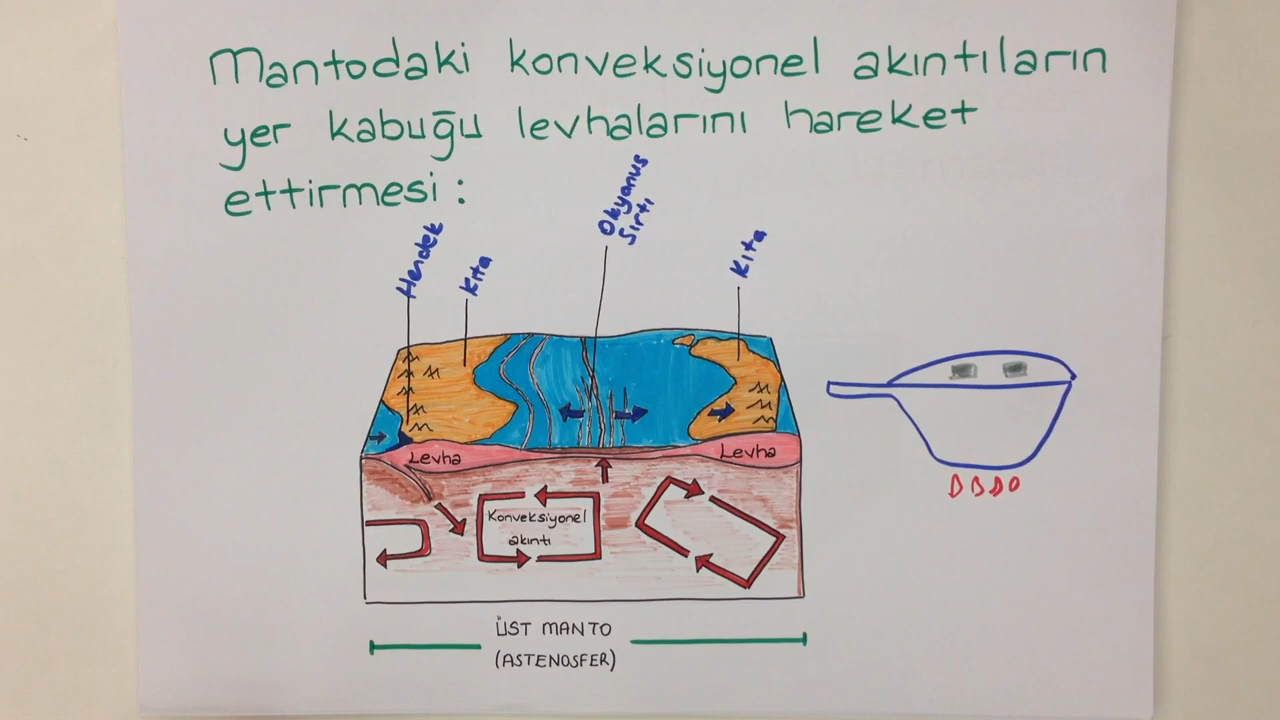 Mantodaki konveksiyonel akıntıların
yer kabuğu levhalarını hareket
ettirmesi :
Hendek
Kıta
Okyanus
Sırtı
Kıta
Levha
Levha
Konveksiyonel
akıntı
ÜST MANTO
(ASTENOSFER)